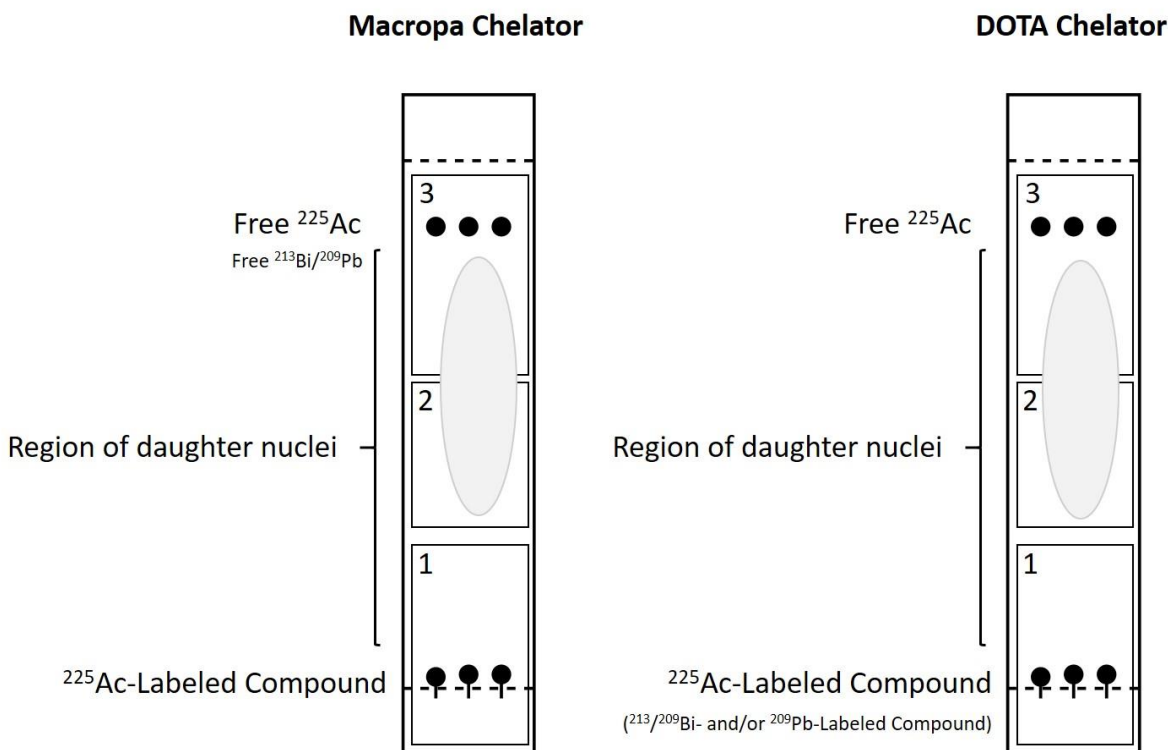 Macropa Chelator
3
Free ²²⁵Ac
Free ²¹³Bi/²⁰⁹Pb
2
Region of daughter nuclei
1
²²⁵Ac-Labeled Compound
DOTA Chelator
3
Free ²²⁵Ac
2
Region of daughter nuclei
1
²²⁵Ac-Labeled Compound
(²¹³/²⁰⁹Bi- and/or ²⁰⁹Pb-Labeled Compound)